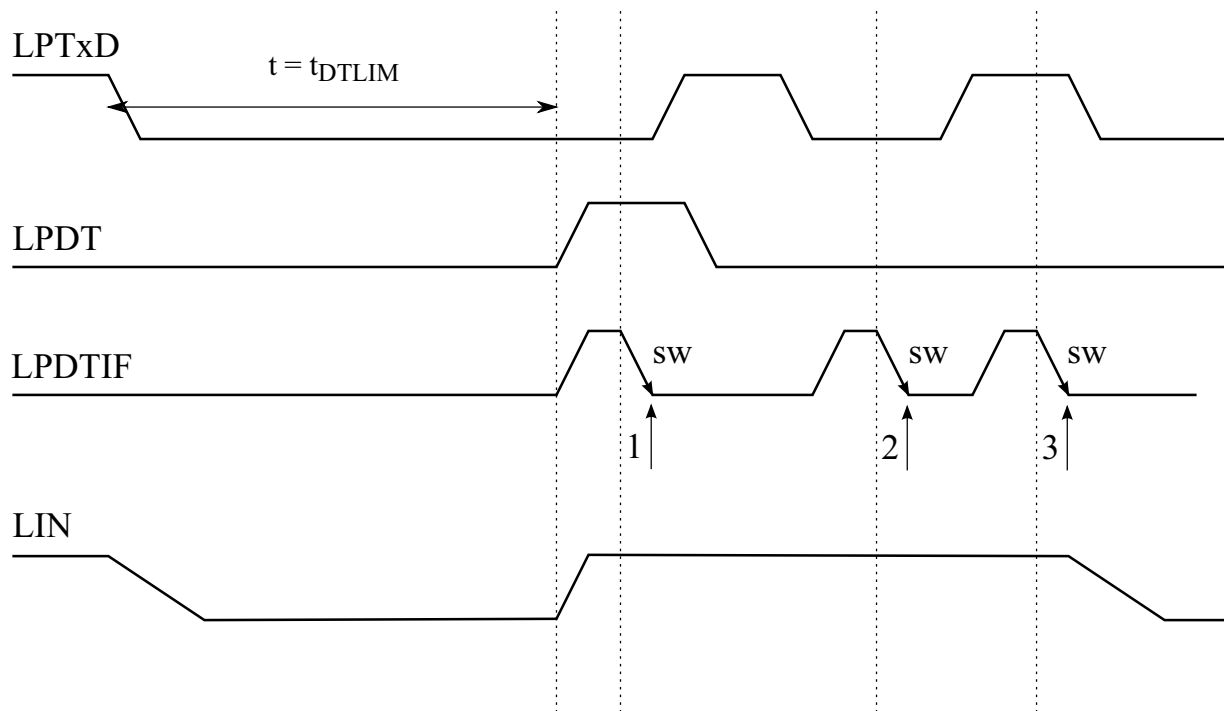 LPTxD
t = tDTLIM
LPDT
LPDTIF
sw
sw
sw
1
2
3
LIN